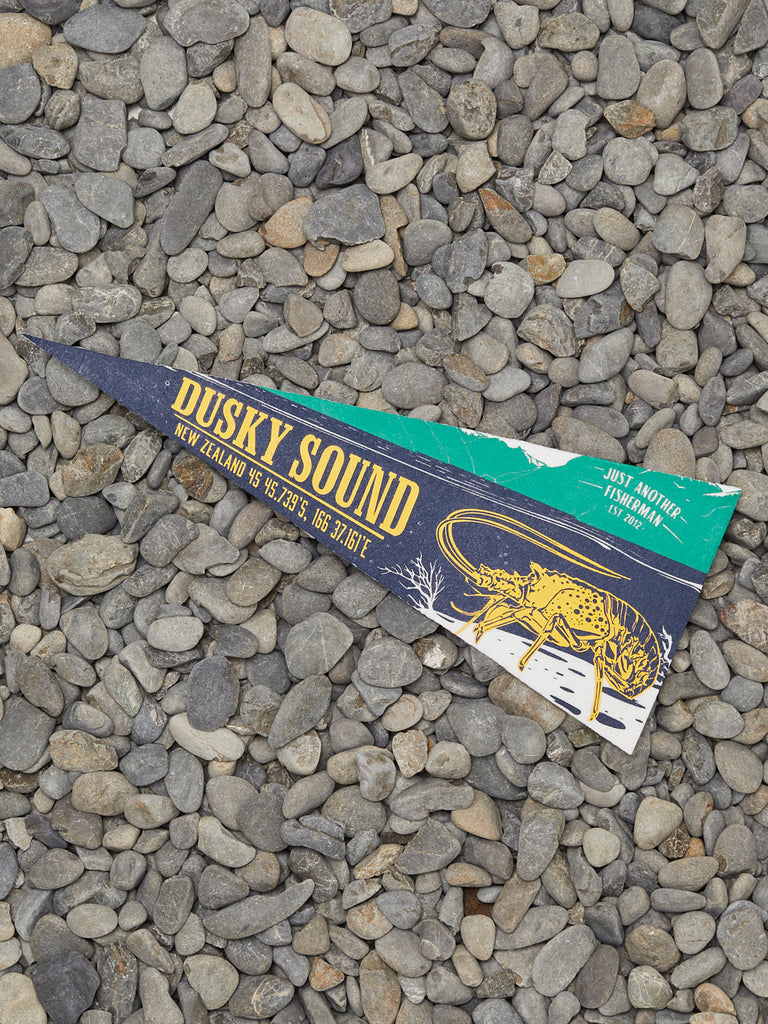 DUSKY SOUND
NEW ZEALAND 45 45.739'S, 166 37.161'E
JUST ANOTHER
FISHERMAN
· EST 2012 ·